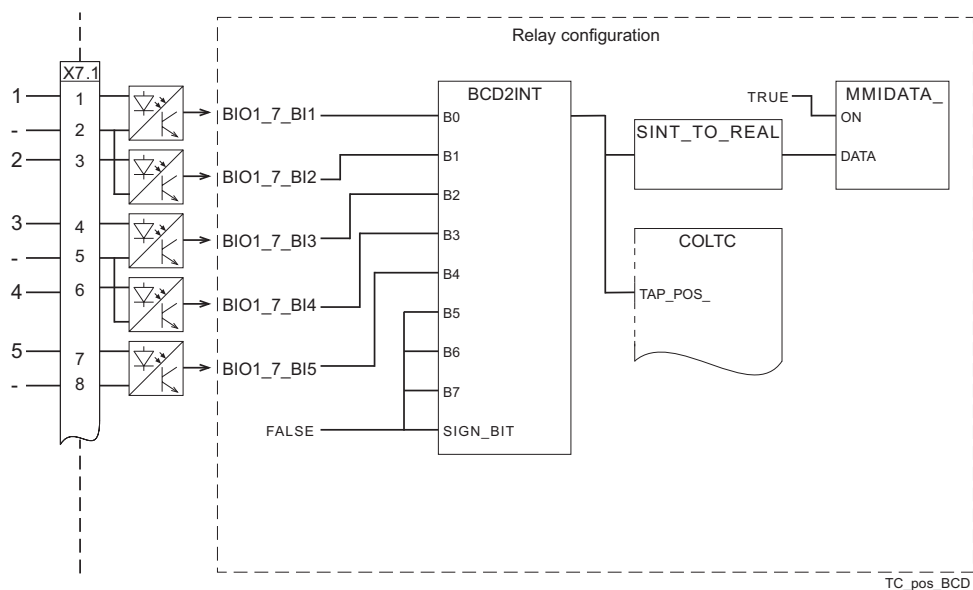 Relay configuration
X7.1
1
-
2
3
-
4
5
-
1
2
3
4
5
6
7
8
BIO1_7_BI1
BIO1_7_BI2
BIO1_7_BI3
BIO1_7_BI4
BIO1_7_BI5
FALSE
BCD2INT
B0
B1
B2
B3
B4
B5
B6
B7
SIGN_BIT
SINT_TO_REAL
TRUE
MMIDATA_
ON
DATA
COLTC
TAP_POS_
TC_pos_BCD